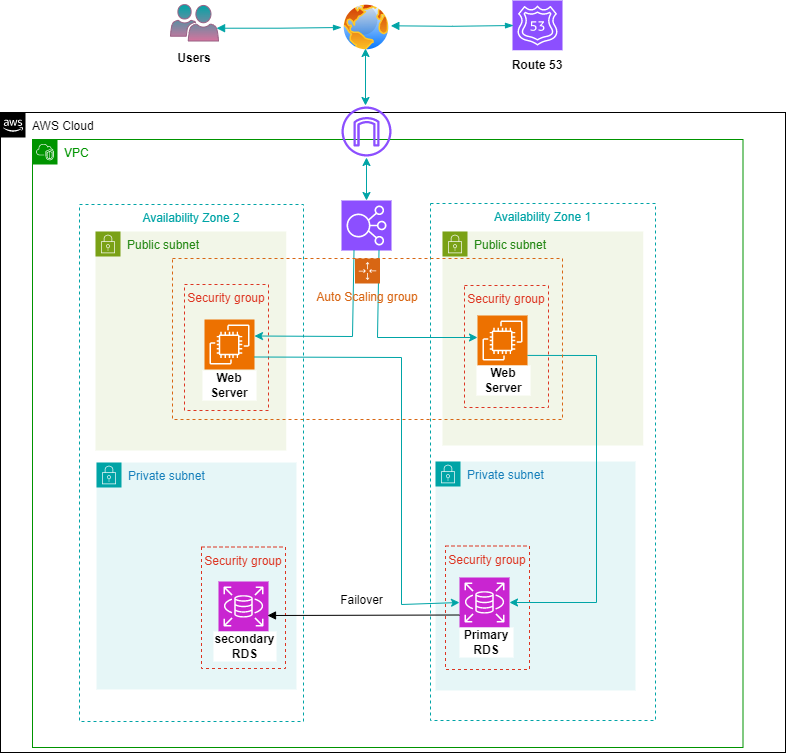 Users
53
Route 53
aws
AWS Cloud
VPC
Availability Zone 2
Availability Zone 1
Public subnet
Public subnet
Auto Scaling group
Security group
Security group
Web
Server
Web
Server
Private subnet
Private subnet
Security group
Security group
Failover
secondary
RDS
Primary
RDS